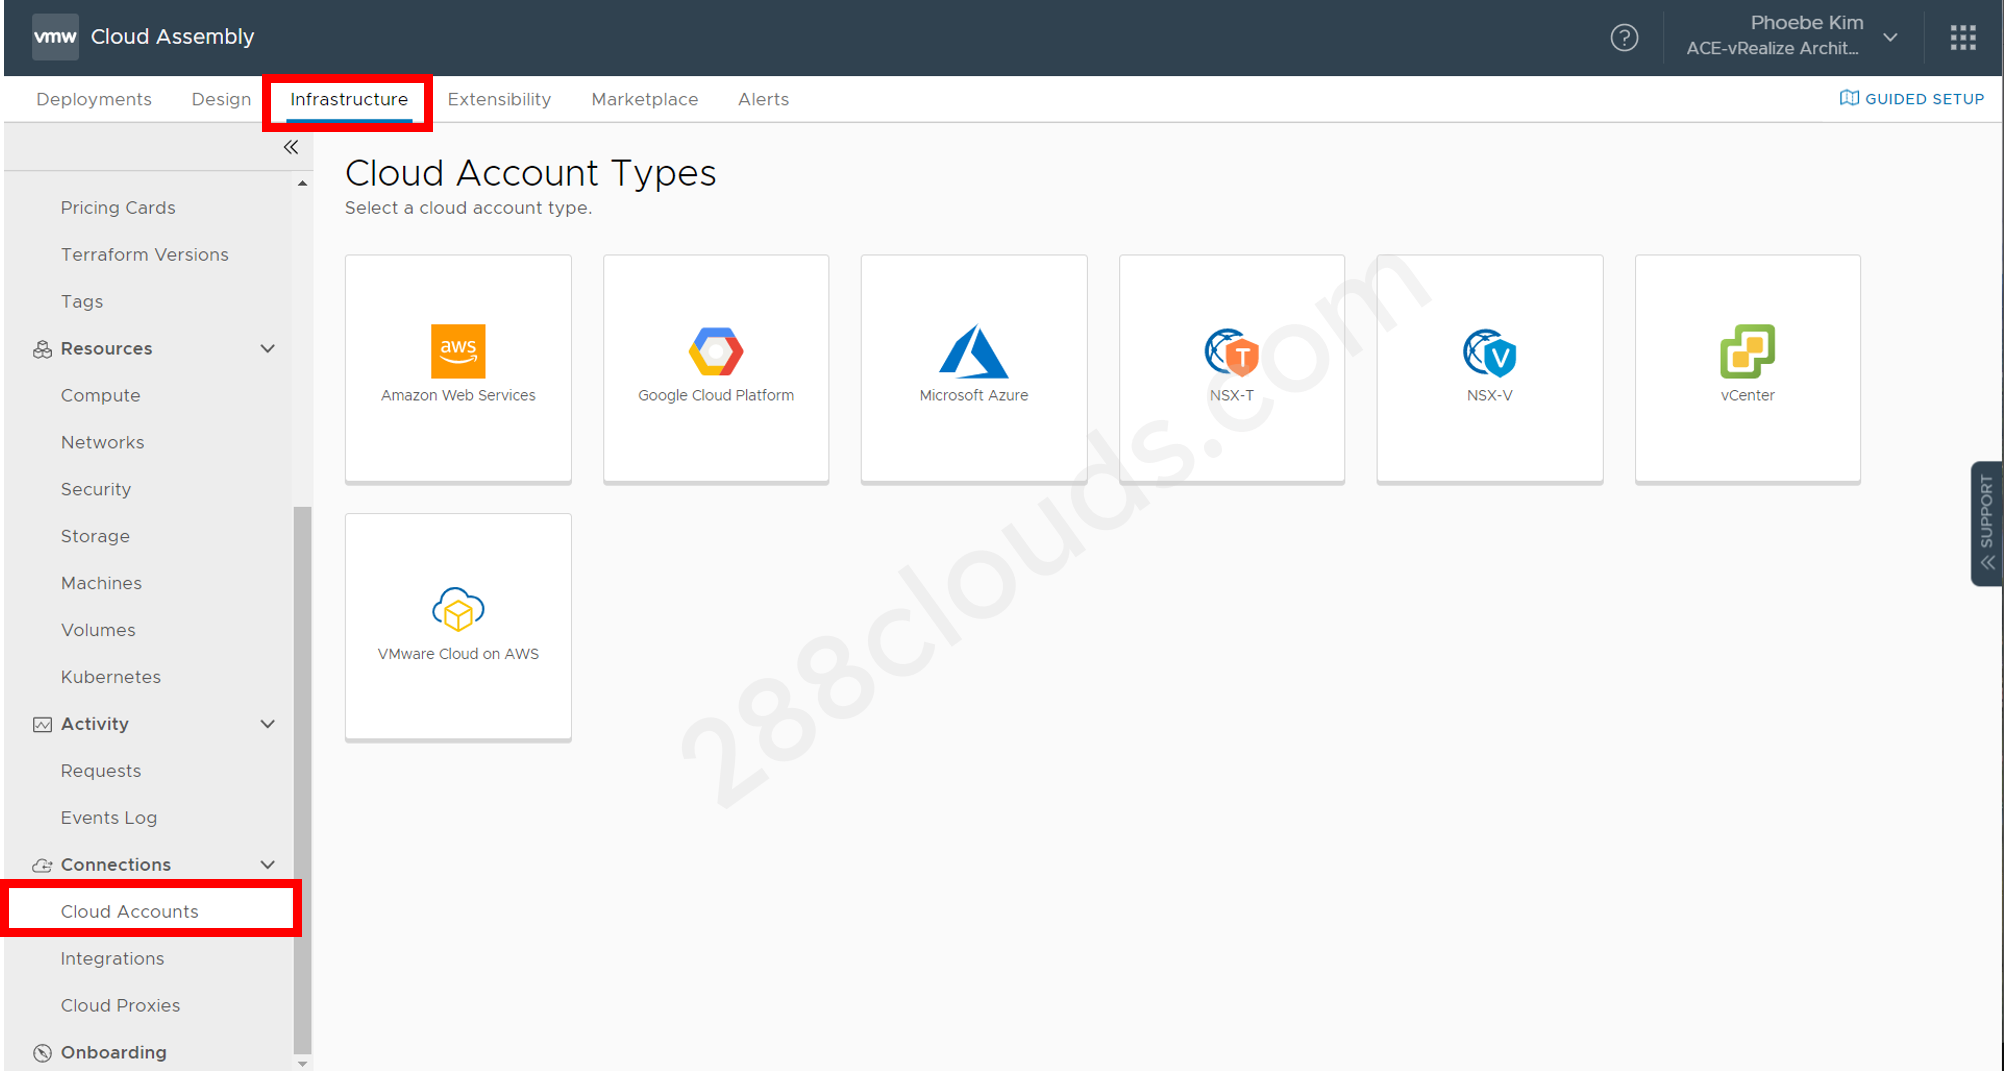 vmw Cloud Assembly
Phoebe Kim
ACE-vRealize Archit...
Deployments Design Infrastructure Extensibility Marketplace Alerts
GUIDED SETUP
Pricing Cards
Terraform Versions
Tags
Resources
Compute
Networks
Security
Storage
Machines
Volumes
Kubernetes
Activity
Requests
Events Log
Connections
Cloud Accounts
Integrations
Cloud Proxies
Onboarding
Cloud Account Types
Select a cloud account type.
aws
Amazon Web Services
Google Cloud Platform
Microsoft Azure
T
NSX-T
V
NSX-V
vCenter
VMware Cloud on AWS
SUPPORT
288clouds.com